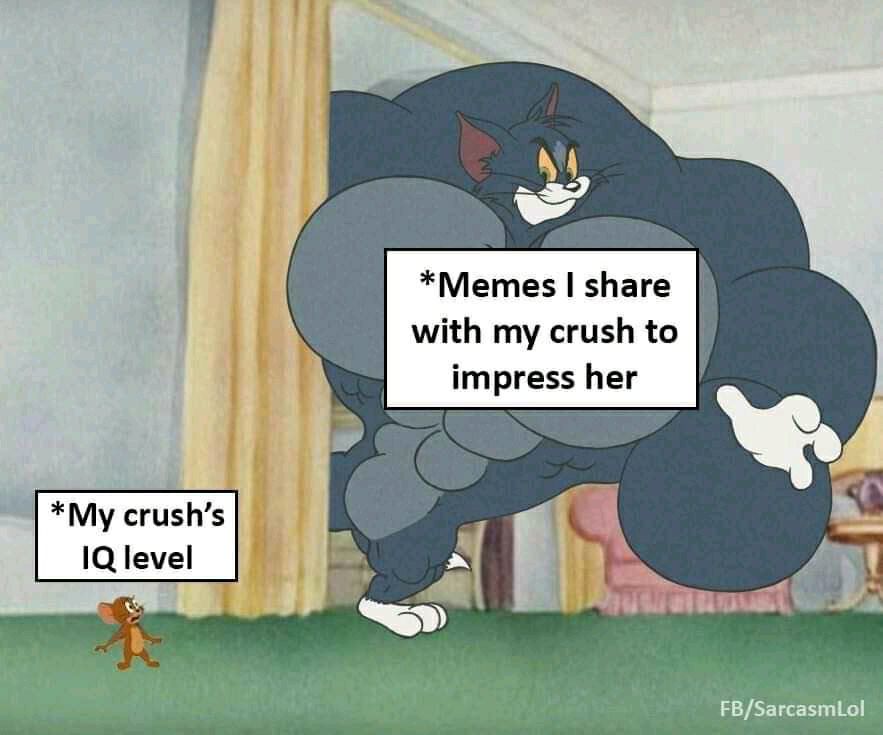 *Memes I share
with my crush to
impress her
*My crush's
IQ level
FB/SarcasmLol